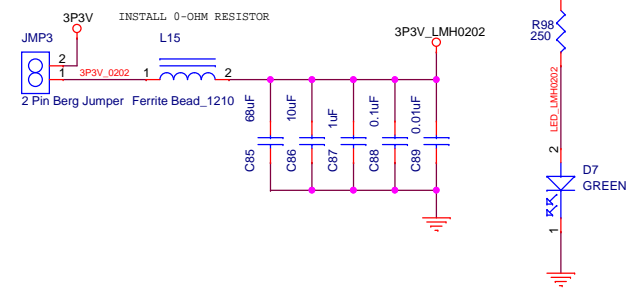 3P3V
INSTALL 0-OHM RESISTOR
JMP3
L15
3P3V_LMH0202
2
1
3P3V_0202
1
2
2 Pin Berg Jumper
Ferrite Bead_1210
68uF
10uF
1uF
0.1uF
0.01uF
C85
C86
C87
C88
C89
R98
250
LED_LMH0202
2
D7
GREEN
1